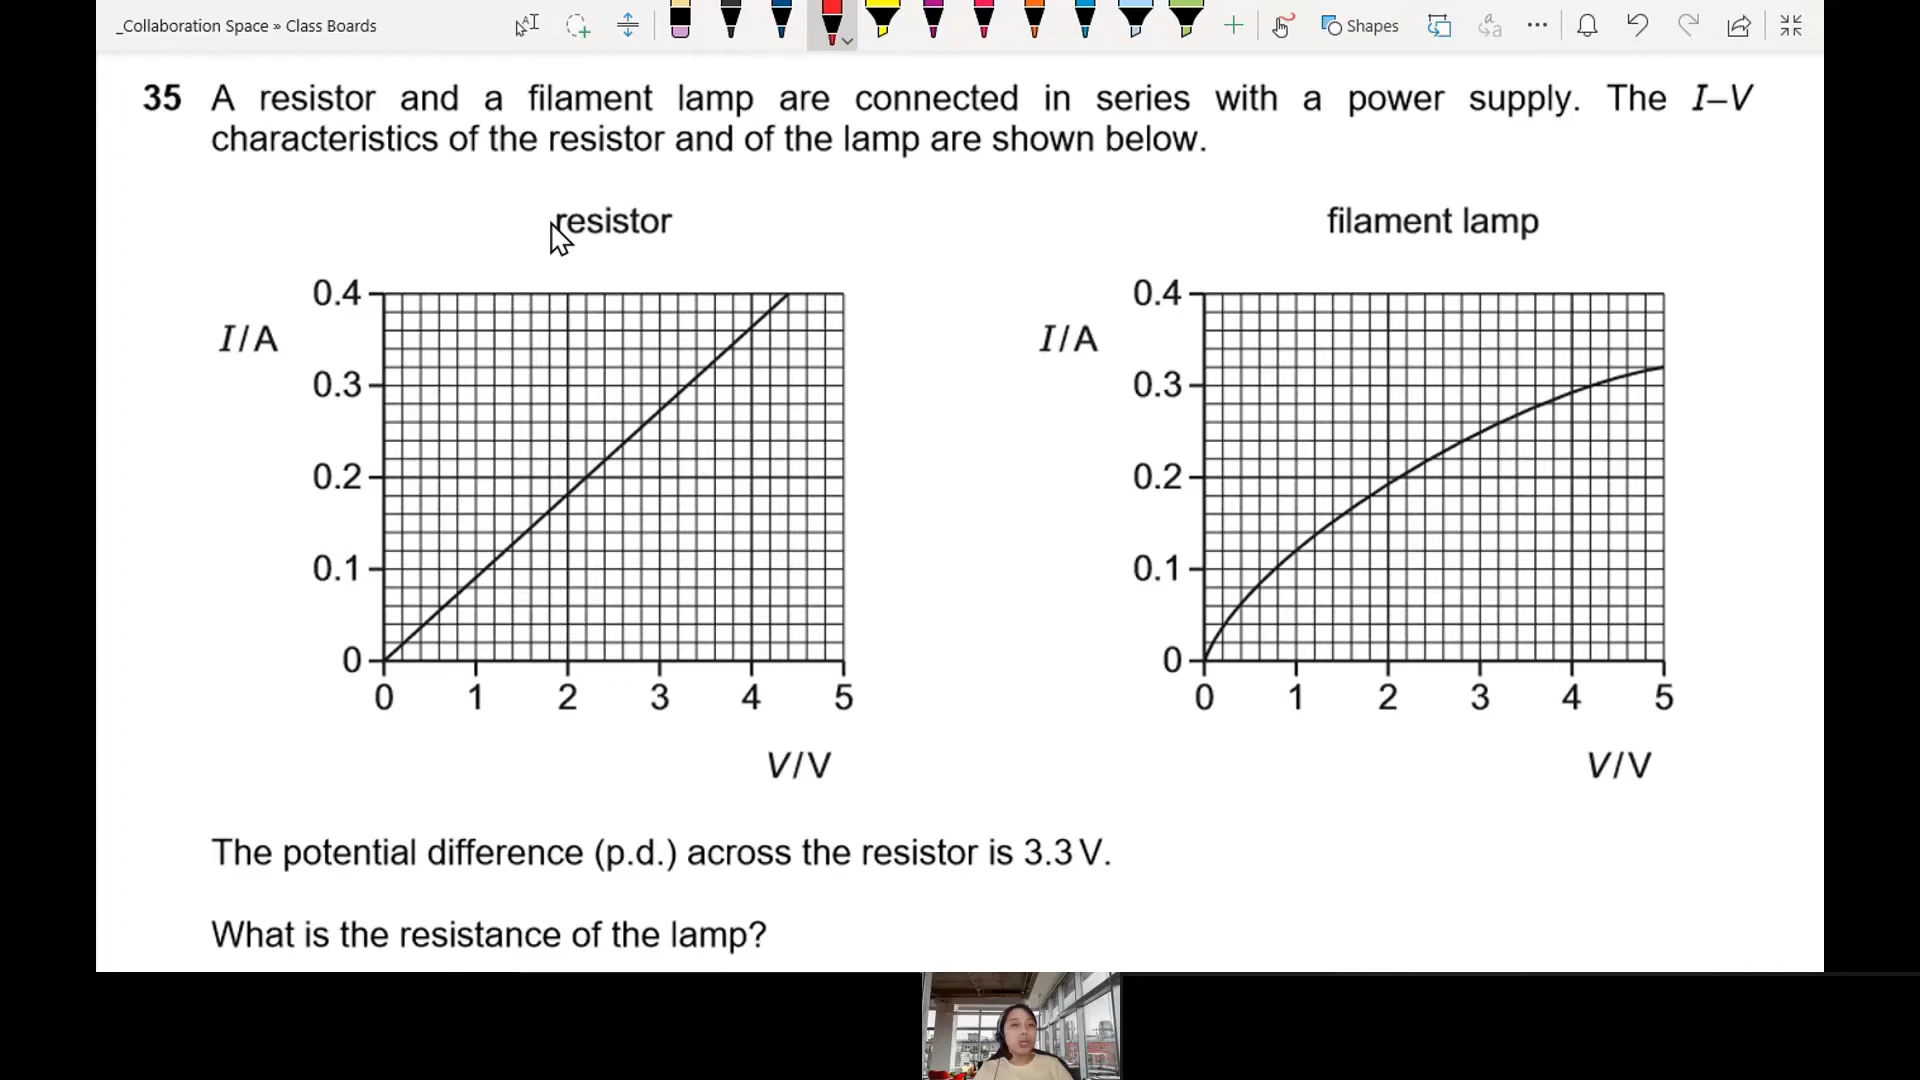 _Collaboration Space » Class Boards
Shapes
35 A resistor and a filament lamp are connected in series with a power supply. The I–V
characteristics of the resistor and of the lamp are shown below.
resistor
filament lamp
0.4
I/A
0.3
0.2
0.1
0
0 1 2 3 4 5
V/V
0.4
I/A
0.3
0.2
0.1
0
0 1 2 3 4 5
V/V
The potential difference (p.d.) across the resistor is 3.3 V.
What is the resistance of the lamp?